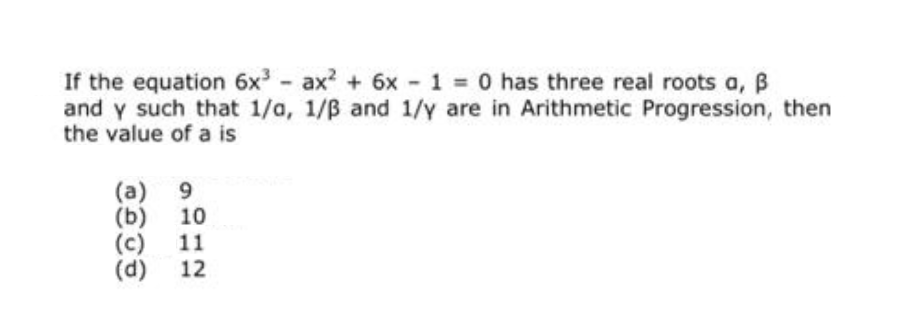 If the equation 6x³ - ax² + 6x - 1 = 0 has three real roots α, β
and γ such that 1/α, 1/β and 1/γ are in Arithmetic Progression, then
the value of a is
(a) 9
(b) 10
(c) 11
(d) 12